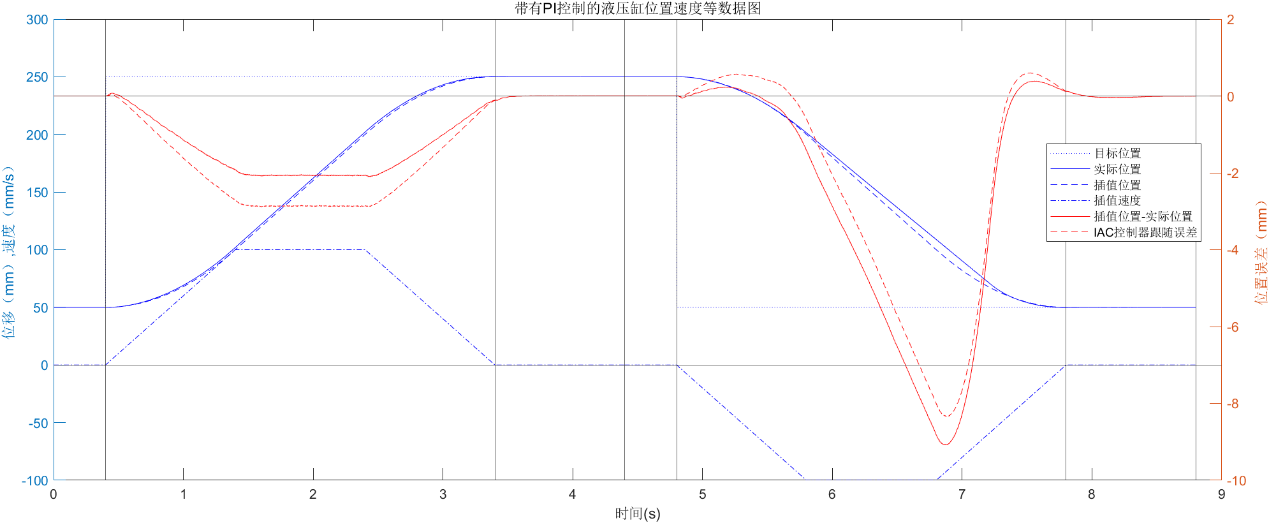 带有PI控制的液压缸位置速度等数据图
300
250
200
150
100
50
0
-50
-100
位移（mm）,速度（mm/s）
2
0
-2
-4
-6
-8
-10
位置误差（mm）
目标位置
实际位置
插值位置
插值速度
插值位置-实际位置
IAC控制器跟随误差
0 1 2 3 4 5 6 7 8 9
时间(s)